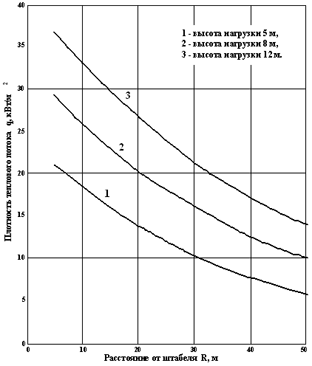 40
1 - высота нагрузки 5 м,
2 - высота нагрузки 8 м,
3 - высота нагрузки 12 м.
35
30
25
20
15
10
5
0
3
2
1
Плотность теплового потока q, кВт/м 2
0 10 20 30 40 50
Расстояние от штабеля R, м